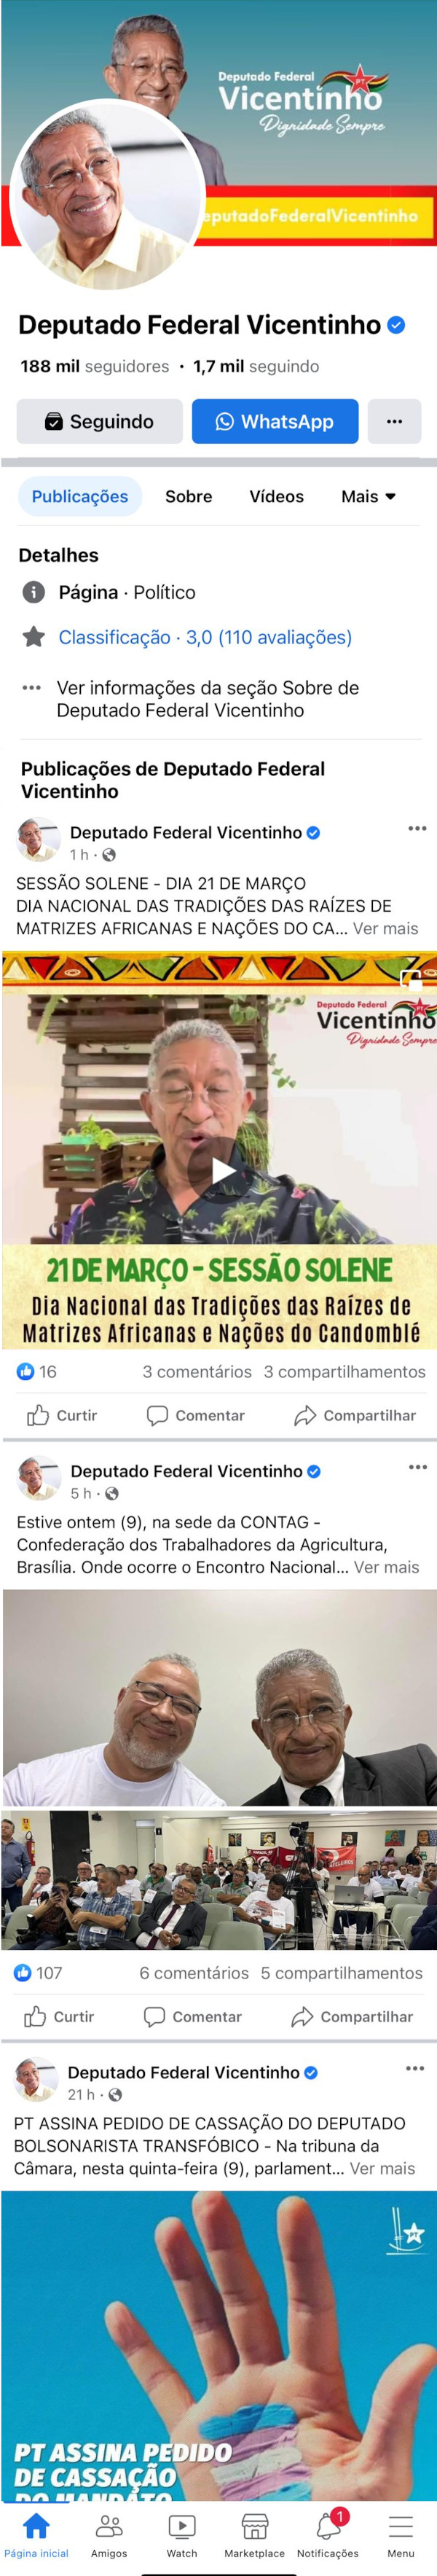 Deputado Federal
PT
Vicentinho
Dignidade Sempre
eputadoFederalVicentinho
Deputado Federal Vicentinho
188 mil seguidores · 1,7 mil seguindo
Seguindo
WhatsApp
Publicações
Sobre
Vídeos
Mais
Detalhes
Página · Político
Classificação · 3,0 (110 avaliações)
Ver informações da seção Sobre de
Deputado Federal Vicentinho
Publicações de Deputado Federal
Vicentinho
Deputado Federal Vicentinho
1 h ·
SESSÃO SOLENE - DIA 21 DE MARÇO
DIA NACIONAL DAS TRADIÇÕES DAS RAÍZES DE
MATRIZES AFRICANAS E NAÇÕES DO CA... Ver mais
Deputado Federal
PT
Vicentinho
Dignidade Sempre
21 DE MARÇO - SESSÃO SOLENE
Dia Nacional das Tradições das Raízes de
Matrizes Africanas e Nações do Candomblé
16
3 comentários 3 compartilhamentos
Curtir
Comentar
Compartilhar
Deputado Federal Vicentinho
5 h ·
Estive ontem (9), na sede da CONTAG -
Confederação dos Trabalhadores da Agricultura,
Brasília. Onde ocorre o Encontro Nacional... Ver mais
107
6 comentários 5 compartilhamentos
Curtir
Comentar
Compartilhar
Deputado Federal Vicentinho
21 h ·
PT ASSINA PEDIDO DE CASSAÇÃO DO DEPUTADO
BOLSONARISTA TRANSFÓBICO - Na tribuna da
Câmara, nesta quinta-feira (9), parlament... Ver mais
PT
PT ASSINA PEDIDO
DE CASSAÇÃO
DO MANDATO
1
Página inicial
Amigos
Watch
Marketplace
Notificações
Menu